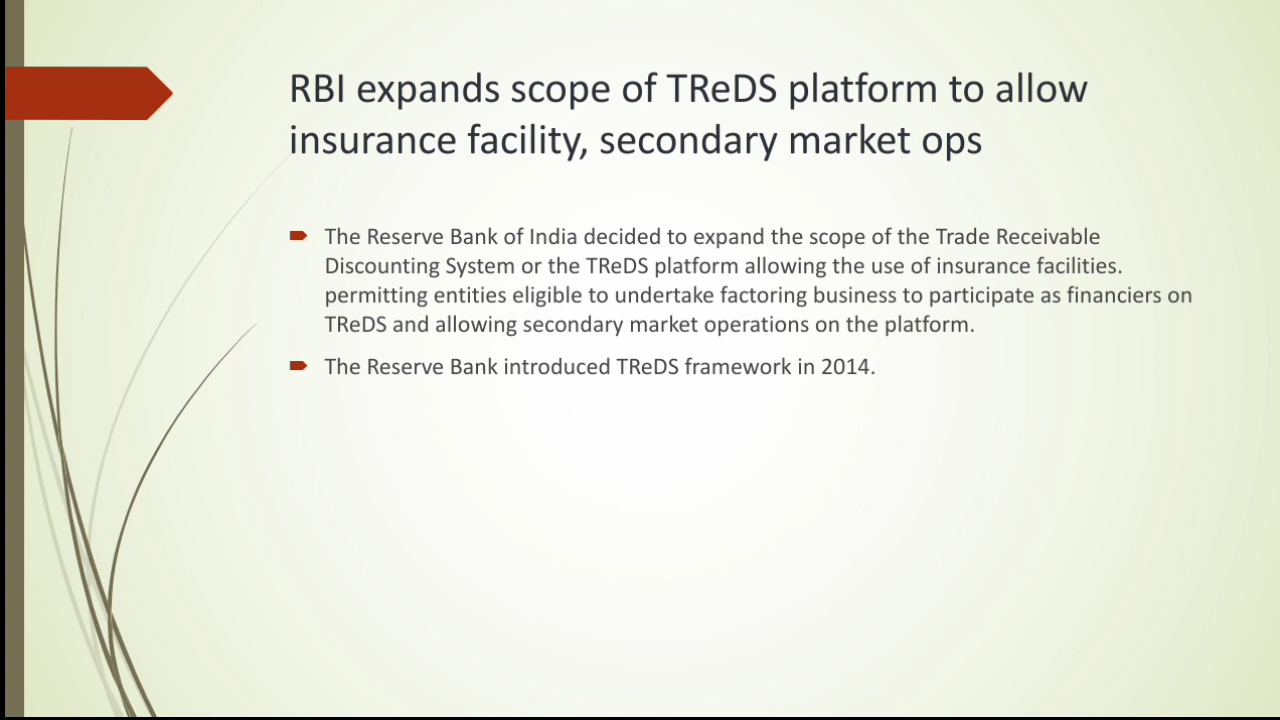 RBI expands scope of TReDS platform to allow
insurance facility, secondary market ops
The Reserve Bank of India decided to expand the scope of the Trade Receivable
Discounting System or the TReDS platform allowing the use of insurance facilities.
permitting entities eligible to undertake factoring business to participate as financiers on
TReDS and allowing secondary market operations on the platform.
The Reserve Bank introduced TReDS framework in 2014.